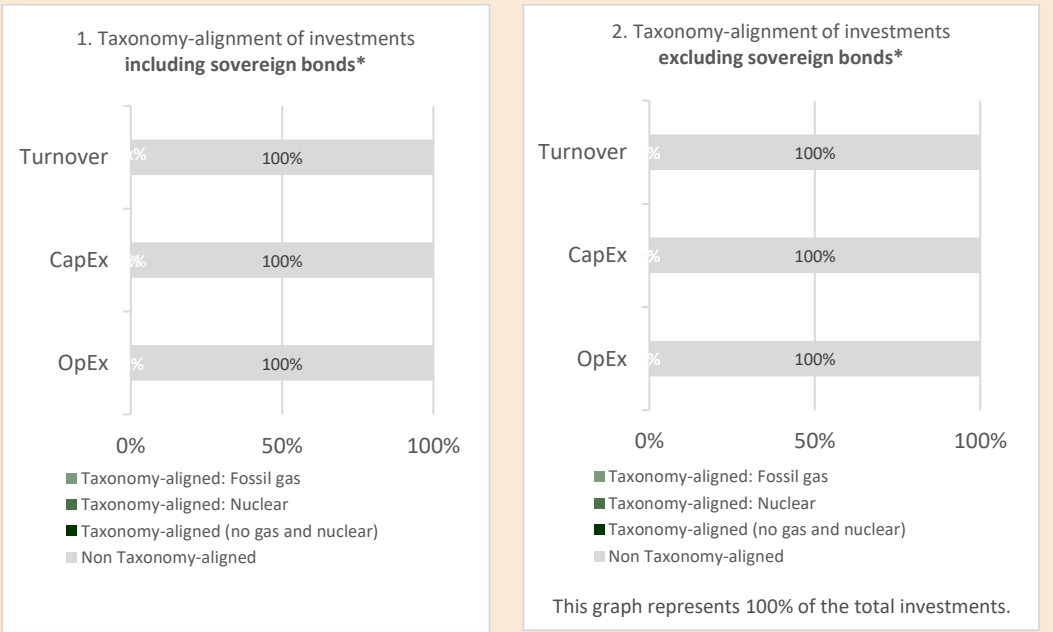 1. Taxonomy-alignment of investments
including sovereign bonds*
Turnover
x%
100%
CapEx
100%
OpEx
%
100%
0% 50% 100%
Taxonomy-aligned: Fossil gas
Taxonomy-aligned: Nuclear
Taxonomy-aligned (no gas and nuclear)
Non Taxonomy-aligned
2. Taxonomy-alignment of investments
excluding sovereign bonds*
Turnover
%
100%
CapEx
%
100%
OpEx
%
100%
0% 50% 100%
Taxonomy-aligned: Fossil gas
Taxonomy-aligned: Nuclear
Taxonomy-aligned (no gas and nuclear)
Non Taxonomy-aligned
This graph represents 100% of the total investments.